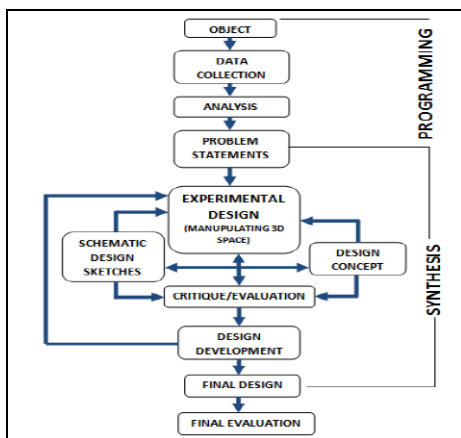 OBJECT
DATA
COLLECTION
ANALYSIS
PROBLEM
STATEMENTS
EXPERIMENTAL
DESIGN
(MANUPULATING 3D
SPACE)
SCHEMATIC
DESIGN
SKETCHES
DESIGN
CONCEPT
CRITIQUE/EVALUATION
DESIGN
DEVELOPMENT
FINAL DESIGN
FINAL EVALUATION
PROGRAMMING
SYNTHESIS